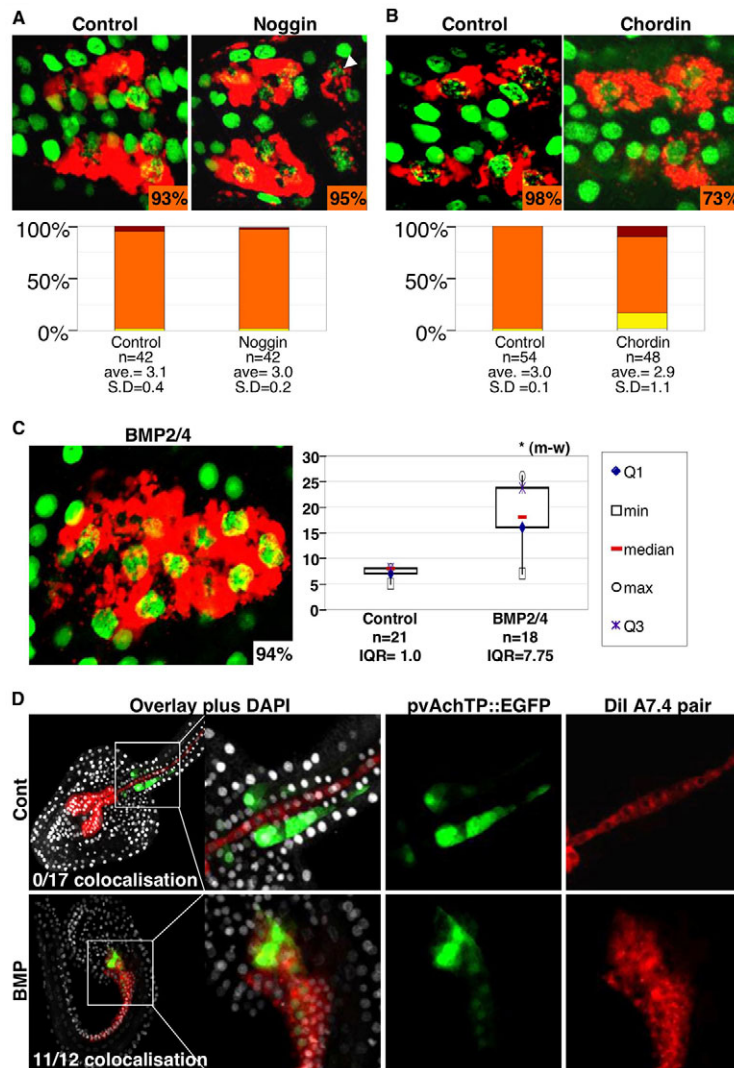 A
Control
Noggin
93%
95%
100%
50%
0%
Control
n=42
ave.= 3.1
S.D=0.4
Noggin
n=42
ave= 3.0
S.D=0.2
B
Control
Chordin
98%
73%
100%
50%
0%
Control
n=54
ave. =3.0
S.D =0.1
Chordin
n=48
ave.= 2.9
S.D=1.1
C
BMP2/4
94%
* (m-w)
30
25
20
15
10
5
0
Control
n=21
IQR= 1.0
BMP2/4
n=18
IQR=7.75
Q1
min
median
max
Q3
D
Overlay plus DAPI
pvAchTP::EGFP
DiI A7.4 pair
Cont
0/17 colocalisation
BMP
11/12 colocalisation